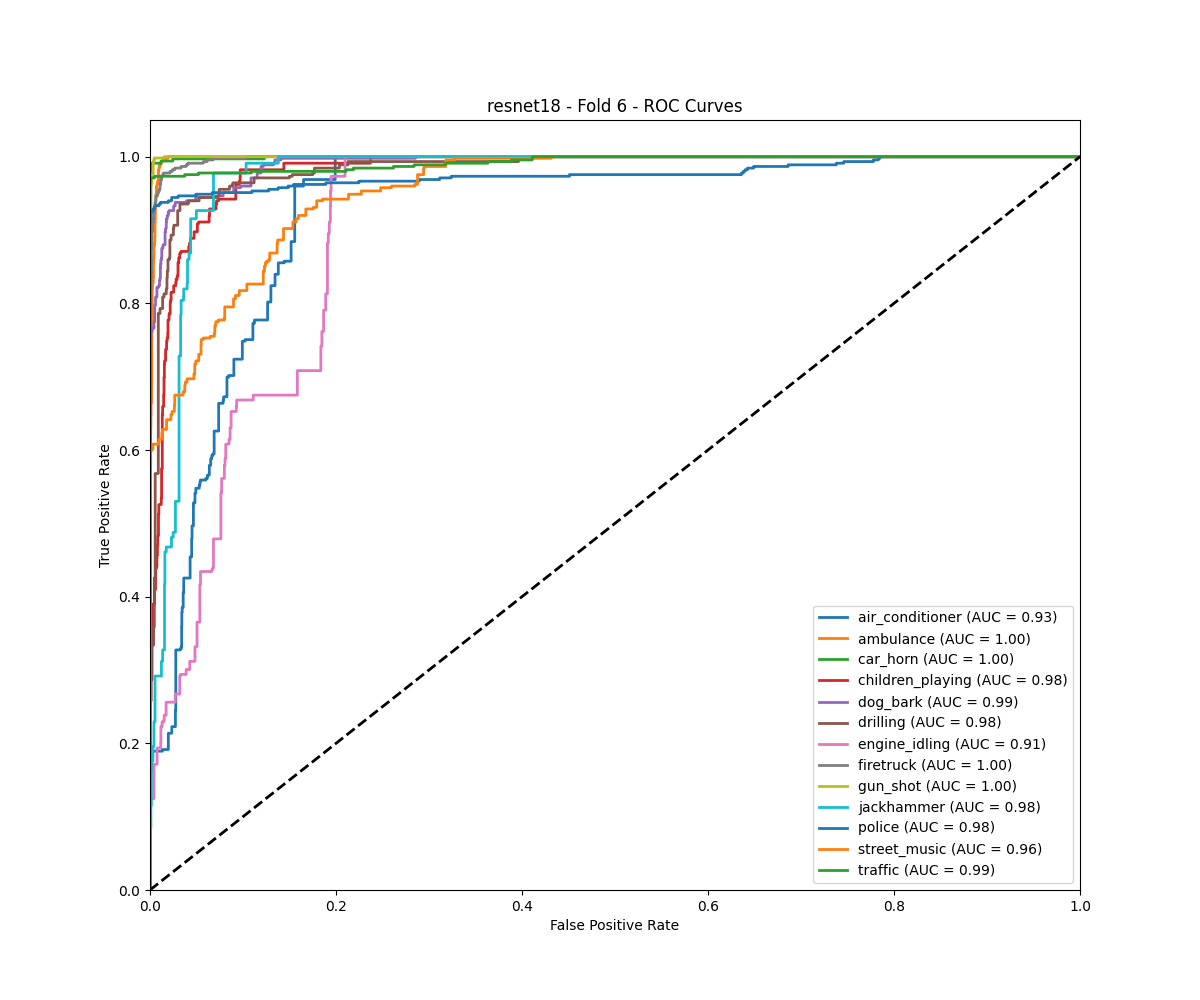 resnet18 - Fold 6 - ROC Curves
1.0
0.8
0.6
0.4
0.2
0.0
True Positive Rate
0.0 0.2 0.4 0.6 0.8 1.0
False Positive Rate
air_conditioner (AUC = 0.93)
ambulance (AUC = 1.00)
car_horn (AUC = 1.00)
children_playing (AUC = 0.98)
dog_bark (AUC = 0.99)
drilling (AUC = 0.98)
engine_idling (AUC = 0.91)
firetruck (AUC = 1.00)
gun_shot (AUC = 1.00)
jackhammer (AUC = 0.98)
police (AUC = 0.98)
street_music (AUC = 0.96)
traffic (AUC = 0.99)